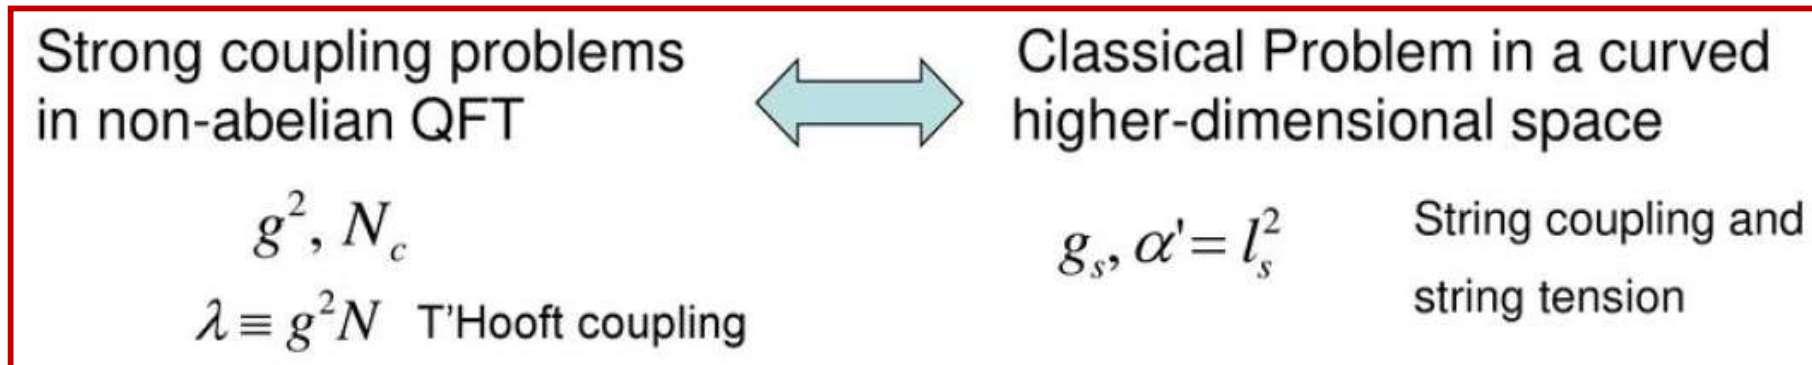 Strong coupling problems
in non-abelian QFT
g², N_c
λ ≡ g²N T'Hooft coupling
Classical Problem in a curved
higher-dimensional space
g_s, α' = l_s²
String coupling and
string tension